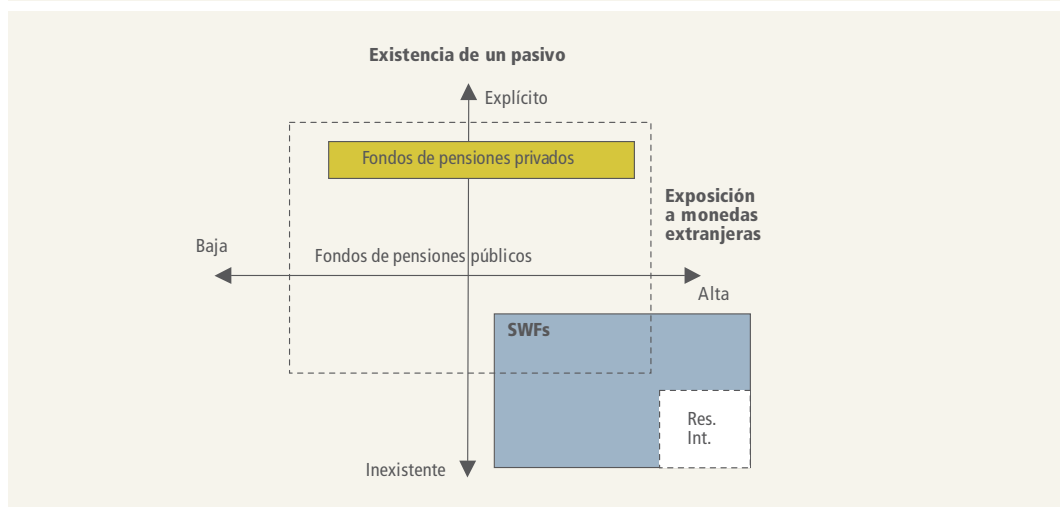 Existencia de un pasivo
Explícito
Fondos de pensiones privados
Exposición
a monedas
extranjeras
Baja
Fondos de pensiones públicos
Alta
SWFs
Res.
Int.
Inexistente